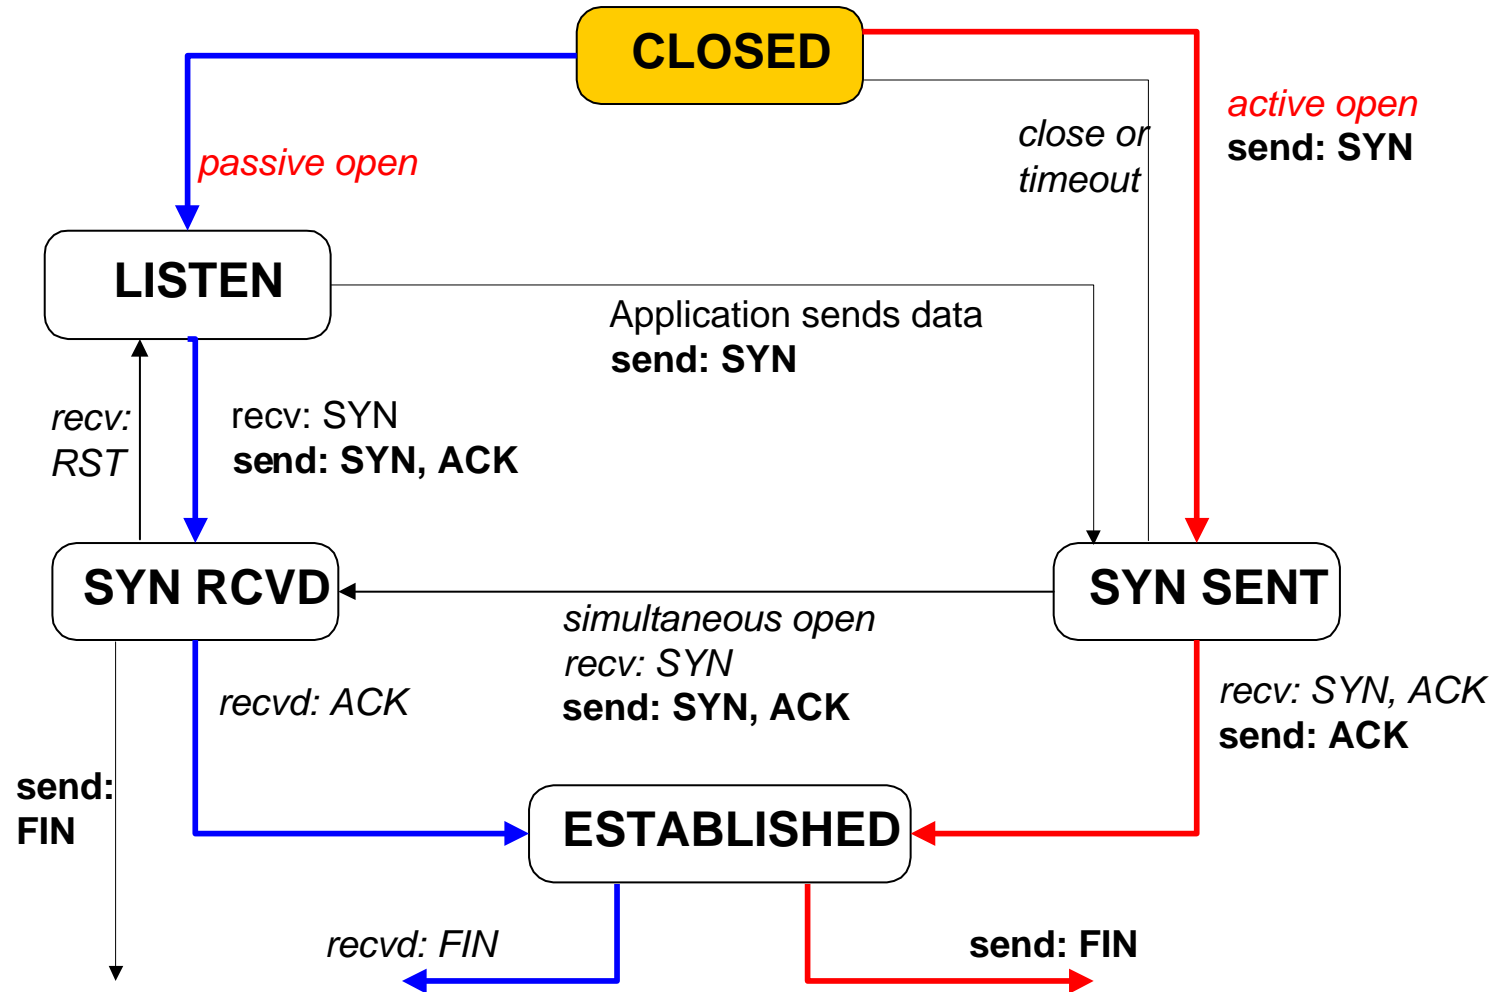 CLOSED
active open
send: SYN
close or
timeout
passive open
LISTEN
Application sends data
send: SYN
recv:
RST
recv: SYN
send: SYN, ACK
SYN RCVD
SYN SENT
simultaneous open
recv: SYN
send: SYN, ACK
recvd: ACK
recv: SYN, ACK
send: ACK
send:
FIN
ESTABLISHED
recvd: FIN
send: FIN